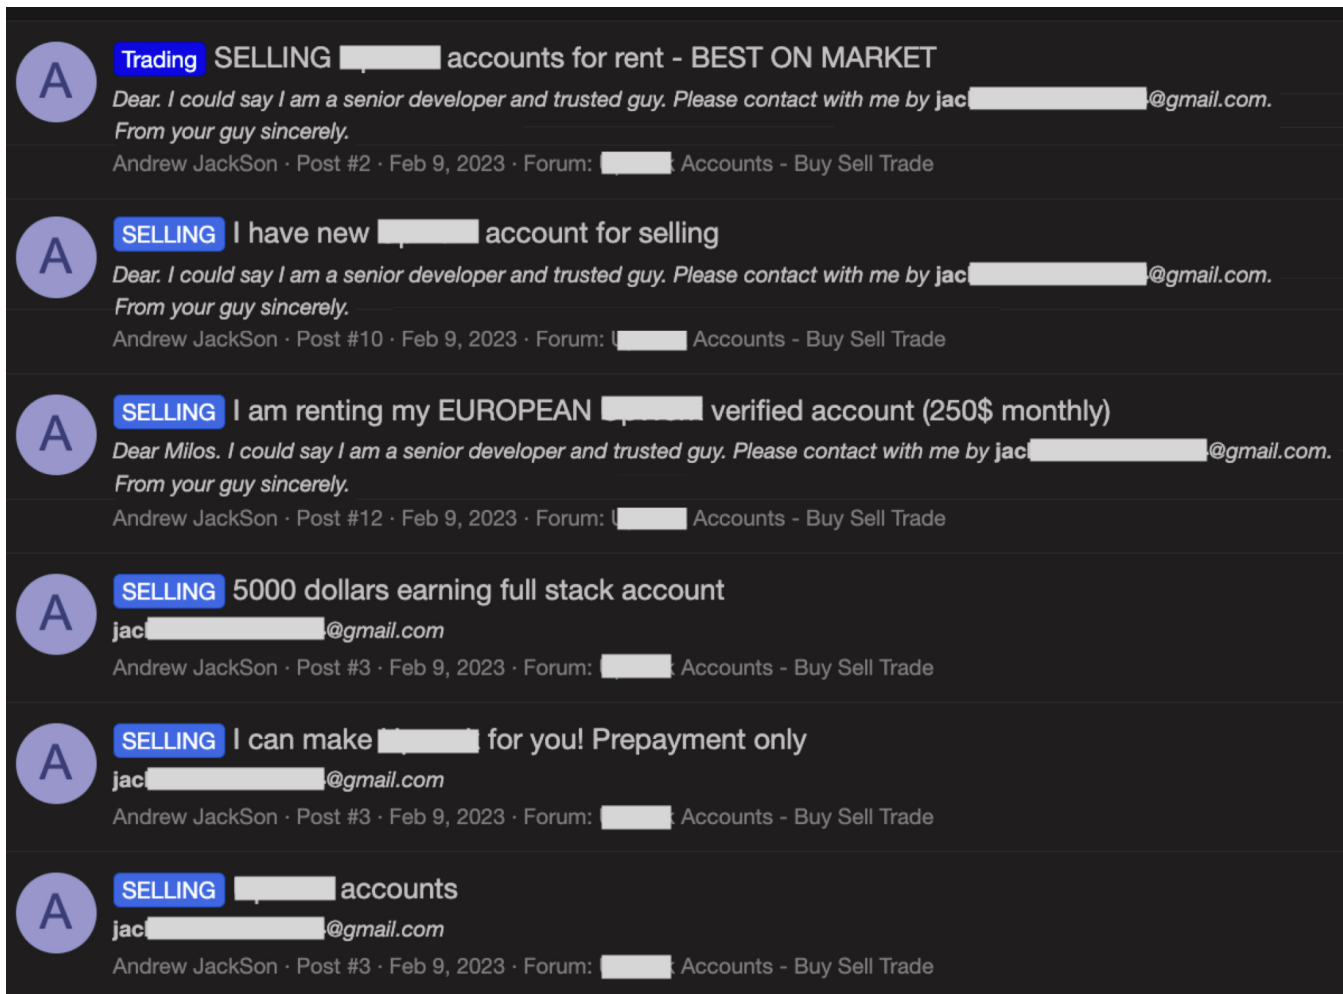 A
Trading SELLING accounts for rent - BEST ON MARKET
Dear. I could say I am a senior developer and trusted guy. Please contact with me by jac @gmail.com.
From your guy sincerely.
Andrew JackSon · Post #2 · Feb 9, 2023 · Forum: Accounts - Buy Sell Trade
A
SELLING I have new account for selling
Dear. I could say I am a senior developer and trusted guy. Please contact with me by jac @gmail.com.
From your guy sincerely.
Andrew JackSon · Post #10 · Feb 9, 2023 · Forum: Accounts - Buy Sell Trade
A
SELLING I am renting my EUROPEAN verified account (250$ monthly)
Dear Milos. I could say I am a senior developer and trusted guy. Please contact with me by jac @gmail.com.
From your guy sincerely.
Andrew JackSon · Post #12 · Feb 9, 2023 · Forum: Accounts - Buy Sell Trade
A
SELLING 5000 dollars earning full stack account
jac @gmail.com
Andrew JackSon · Post #3 · Feb 9, 2023 · Forum: Accounts - Buy Sell Trade
A
SELLING I can make for you! Prepayment only
jac @gmail.com
Andrew JackSon · Post #3 · Feb 9, 2023 · Forum: Accounts - Buy Sell Trade
A
SELLING accounts
jac @gmail.com
Andrew JackSon · Post #3 · Feb 9, 2023 · Forum: Accounts - Buy Sell Trade